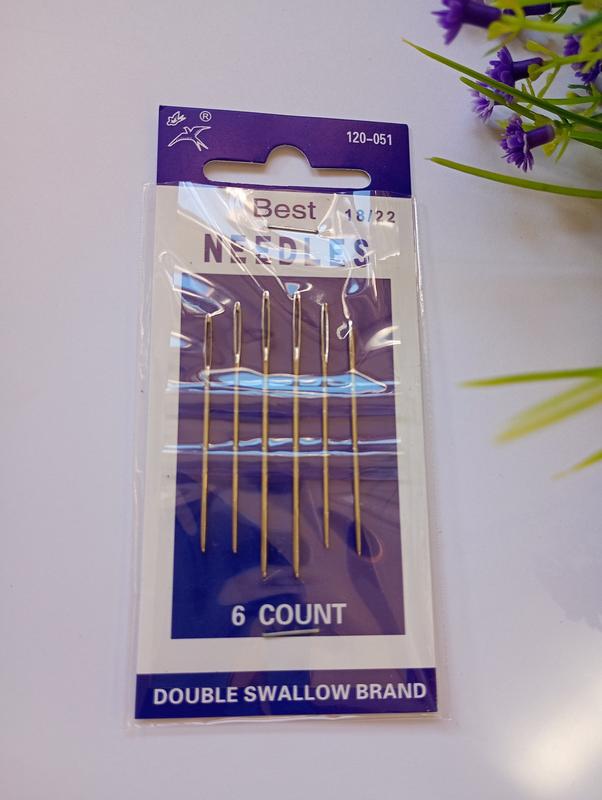 ®
120-051
Best 18/22
NEEDLES
6 COUNT
DOUBLE SWALLOW BRAND